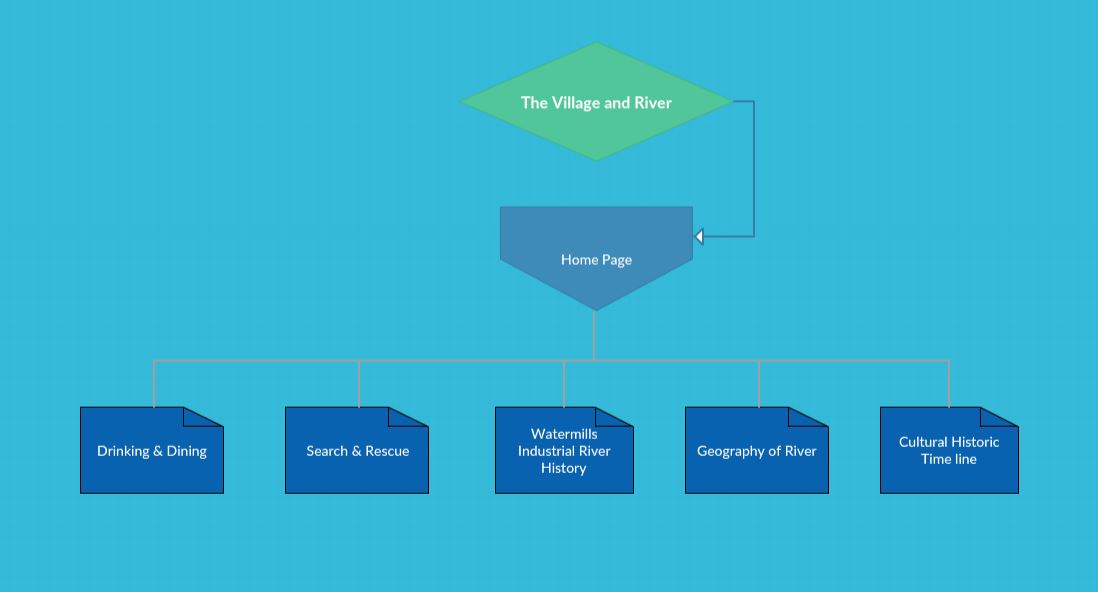 The Village and River
Home Page
Drinking & Dining
Search & Rescue
Watermills
Industrial River
History
Geography of River
Cultural Historic
Time line